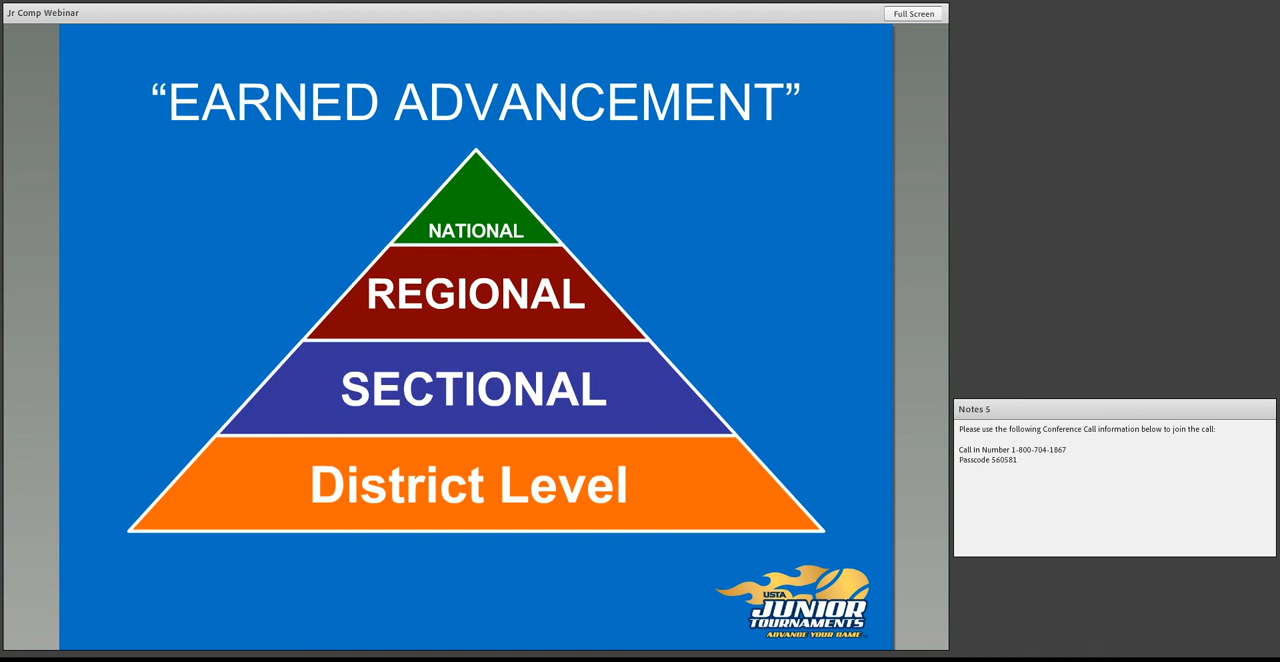 Jr Comp Webinar
Full Screen
“EARNED ADVANCEMENT”
NATIONAL
REGIONAL
SECTIONAL
District Level
USTA
JUNIOR
TOURNAMENTS
ADVANCE YOUR GAME
Notes 5
Please use the following Conference Call information below to join the call:
Call In Number 1-800-704-1867
Passcode 560581